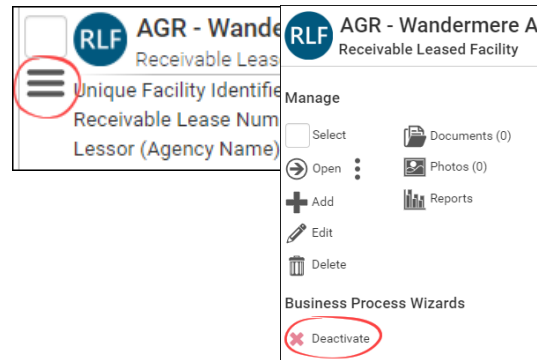 RLF
AGR - Wande
Receivable Leas
Unique Facility Identifie
Receivable Lease Num
Lessor (Agency Name)
RLF
AGR - Wandermere A
Receivable Leased Facility
Manage
Select
Documents (0)
Open
Photos (0)
Add
Reports
Edit
Delete
Business Process Wizards
Deactivate